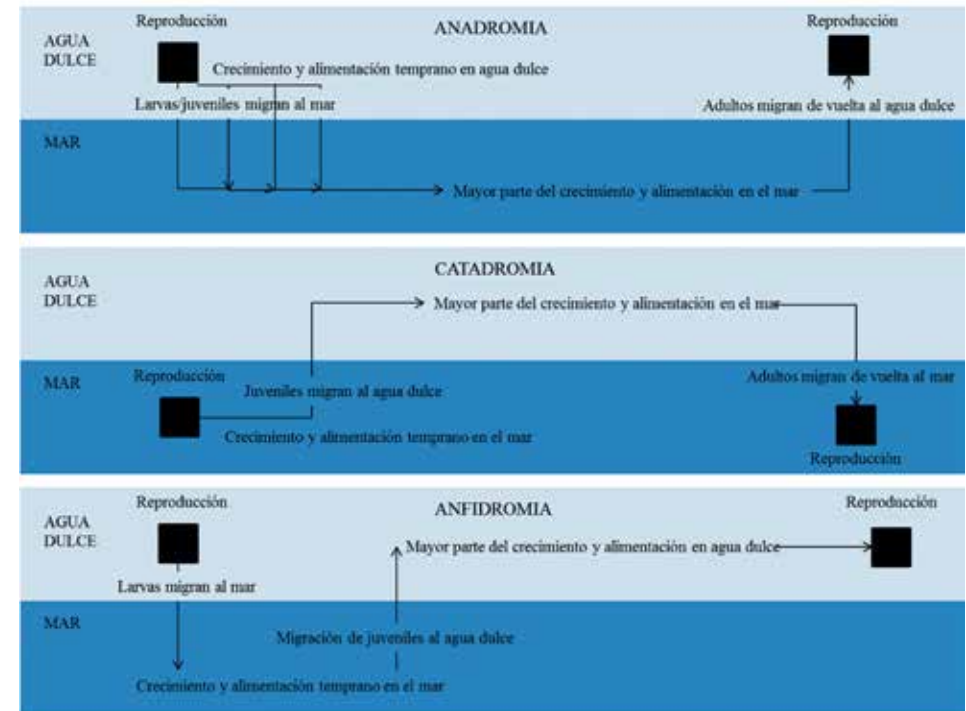 Reproducción
ANADROMIA
Reproducción
AGUA
DULCE
Crecimiento y alimentación temprano en agua dulce
Larvas/juveniles migran al mar
Adultos migran de vuelta al agua dulce
MAR
Mayor parte del crecimiento y alimentación en el mar
CATADROMIA
AGUA
DULCE
Mayor parte del crecimiento y alimentación en el mar
MAR
Reproducción
Juveniles migran al agua dulce
Adultos migran de vuelta al mar
Crecimiento y alimentación temprano en el mar
Reproducción
Reproducción
ANFIDROMIA
Reproducción
AGUA
DULCE
Mayor parte del crecimiento y alimentación en agua dulce
Larvas migran al mar
MAR
Migración de juveniles al agua dulce
Crecimiento y alimentación temprano en el mar